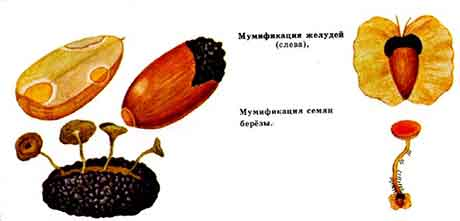 Мумификация желудей
(слева),
Мумификация семян
берёзы.